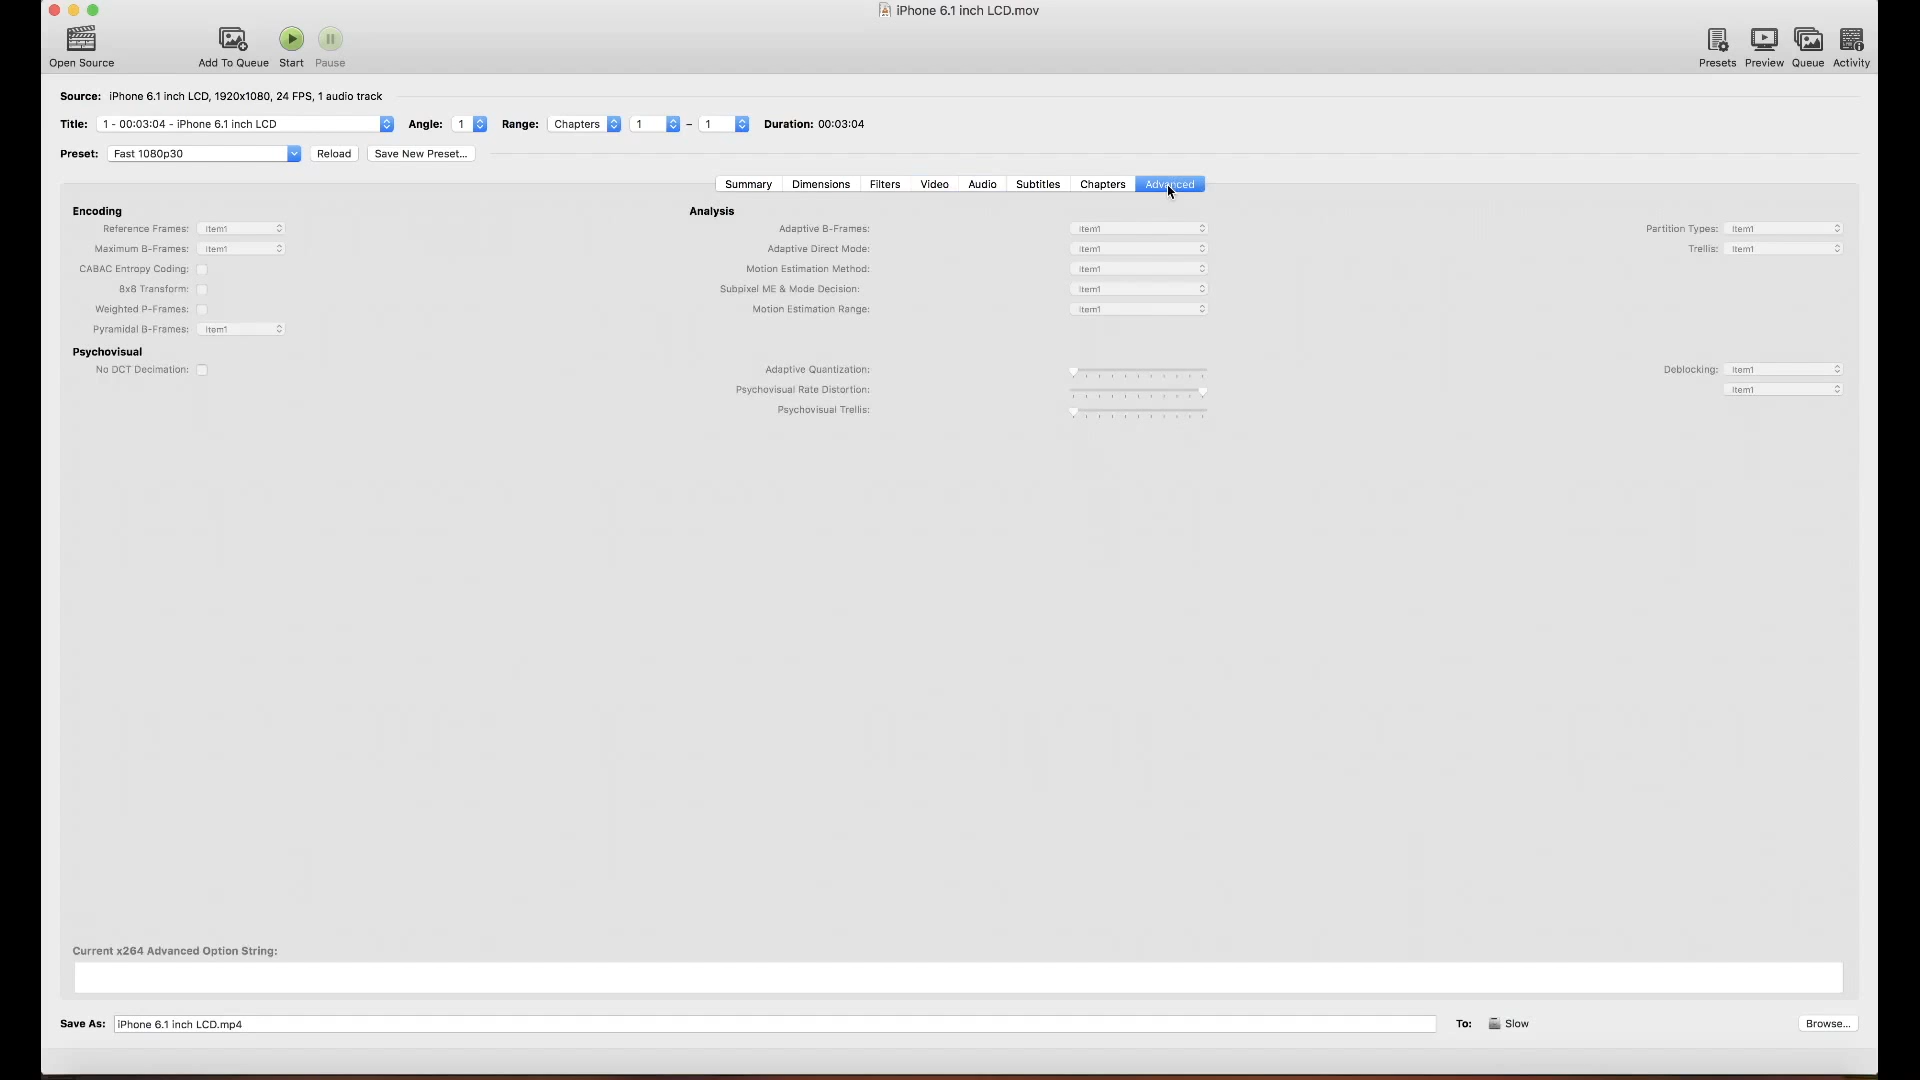 iPhone 6.1 inch LCD.mov
Open Source
Add To Queue
Start
Pause
Presets
Preview
Queue
Activity
Source: iPhone 6.1 inch LCD, 1920x1080, 24 FPS, 1 audio track
Title: 1 - 00:03:04 - iPhone 6.1 inch LCD Angle: 1 Range: Chapters 1 – 1 Duration: 00:03:04
Preset: Fast 1080p30 Reload Save New Preset...
Summary Dimensions Filters Video Audio Subtitles Chapters Advanced
Encoding
Reference Frames: Item1
Maximum B-Frames: Item1
CABAC Entropy Coding:
8x8 Transform:
Weighted P-Frames:
Pyramidal B-Frames: Item1
Analysis
Adaptive B-Frames: Item1
Adaptive Direct Mode: Item1
Motion Estimation Method: Item1
Subpixel ME & Mode Decision: Item1
Motion Estimation Range: Item1
Partition Types: Item1
Trellis: Item1
Psychovisual
No DCT Decimation:
Adaptive Quantization:
Psychovisual Rate Distortion:
Psychovisual Trellis:
Deblocking: Item1
Item1
Current x264 Advanced Option String:
Save As: iPhone 6.1 inch LCD.mp4 To: Slow Browse...